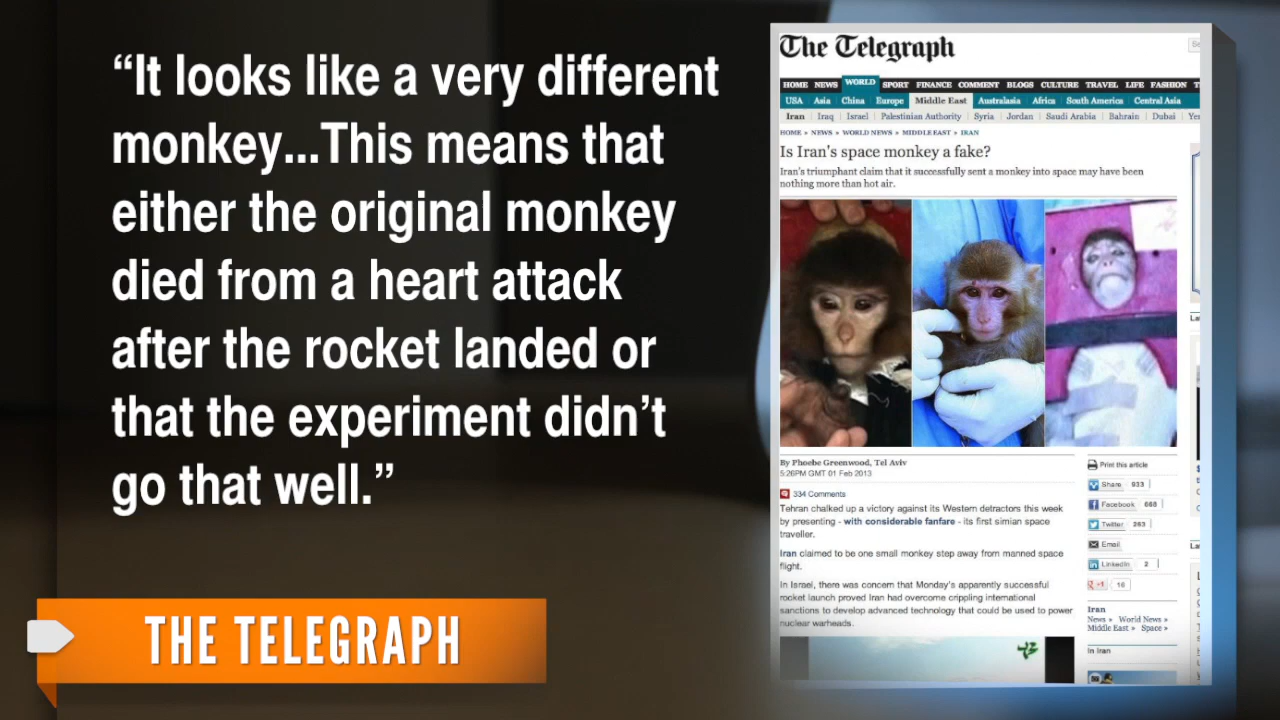 “It looks like a very different
monkey...This means that
either the original monkey
died from a heart attack
after the rocket landed or
that the experiment didn’t
go that well.”
THE TELEGRAPH
The Telegraph
HOME NEWS WORLD SPORT FINANCE COMMENT BLOGS CULTURE TRAVEL LIFE FASHION
USA Asia China Europe Middle East Australasia Africa South America Central Asia
Iran Iraq Israel Palestinian Authority Syria Jordan Saudi Arabia Bahrain Dubai
HOME » NEWS » WORLD NEWS » MIDDLE EAST » IRAN
Is Iran's space monkey a fake?
Iran's triumphant claim that it successfully sent a monkey into space may have been
nothing more than hot air.
By Phoebe Greenwood, Tel Aviv
5:26PM GMT 01 Feb 2013
334 Comments
Tehran chalked up a victory against its Western detractors this week
by presenting - with considerable fanfare - its first simian space
traveller.
Iran claimed to be one small monkey step away from manned space
flight.
In Israel, there was concern that Monday's apparently successful
rocket launch proved Iran had overcome crippling international
sanctions to develop advanced technology that could be used to power
nuclear warheads.
Print this article
Share 933
Facebook 668
Twitter 263
Email
LinkedIn 2
+1 16
Iran
News » World News »
Middle East » Space »
In Iran